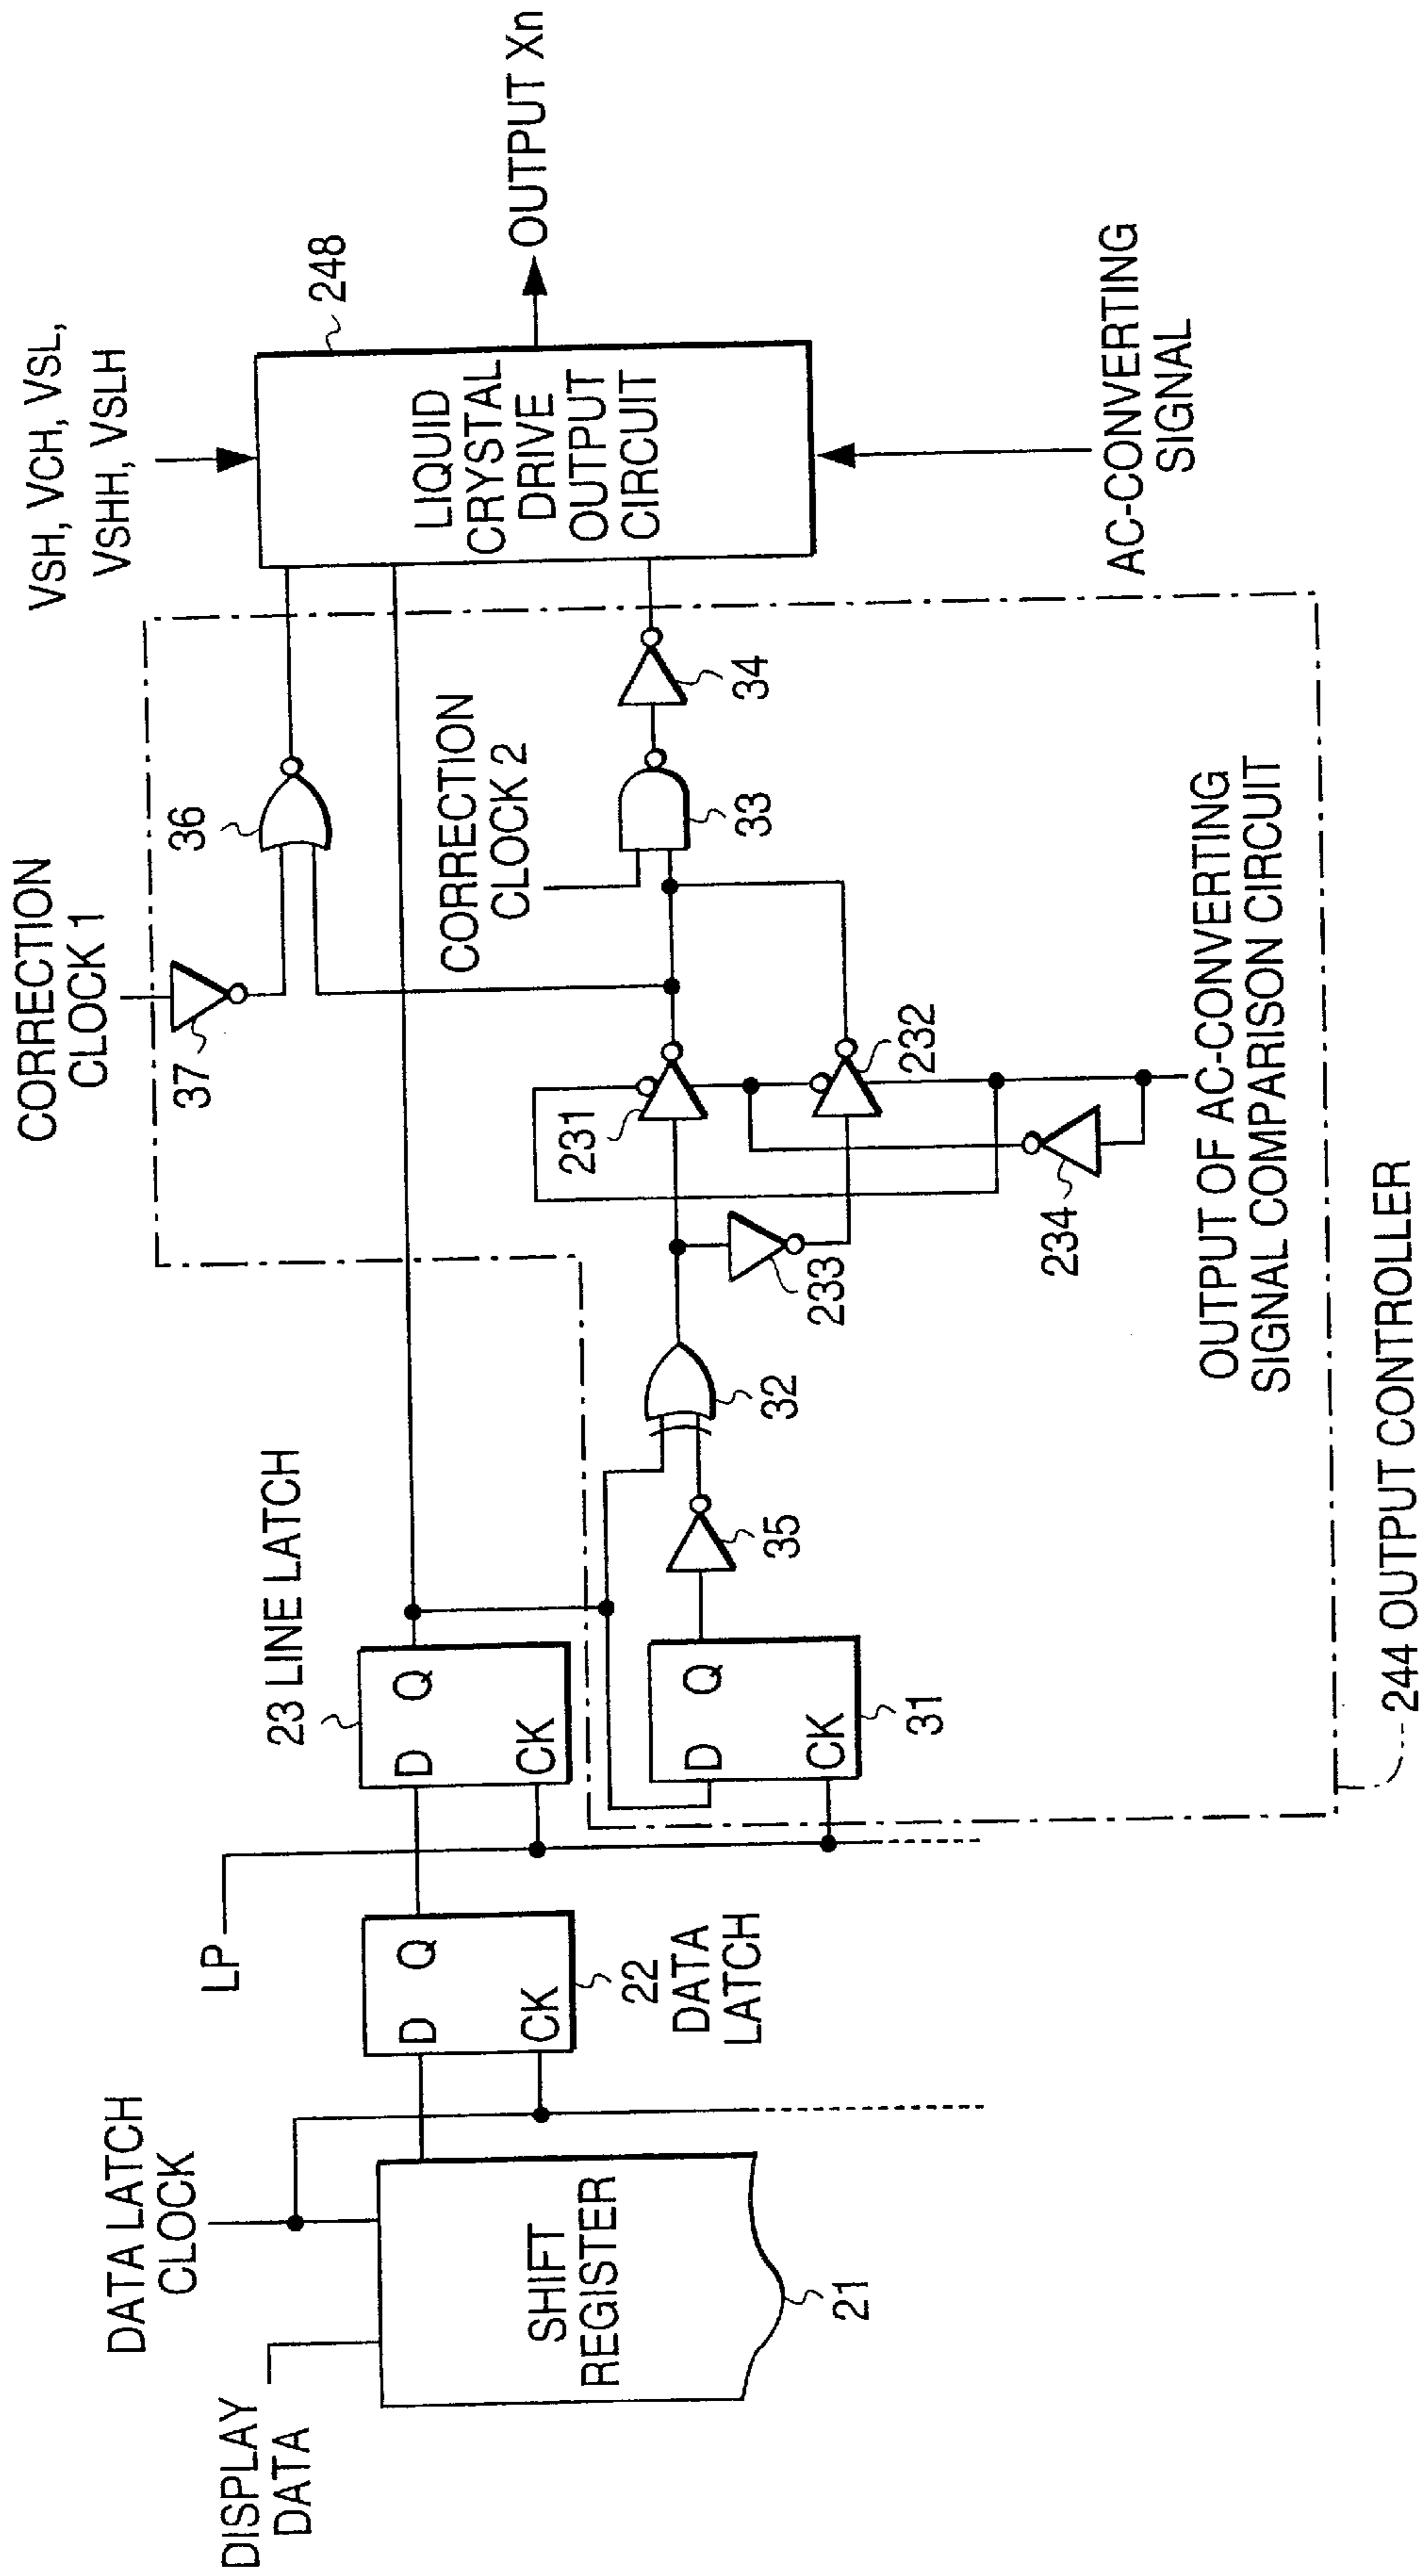 DISPLAY
DATA
DATA LATCH
CLOCK
SHIFT
REGISTER
21
D Q
CK
22
DATA
LATCH
LP
23 LINE LATCH
D Q
CK
D Q
CK
31
35
32
233
231
232
234
OUTPUT OF AC-CONVERTING
SIGNAL COMPARISON CIRCUIT
244 OUTPUT CONTROLLER
CORRECTION
CLOCK 1
37
36
CORRECTION
CLOCK 2
33
34
VSH, VCH, VSL,
VSHH, VSLH
248
LIQUID
CRYSTAL
DRIVE
OUTPUT
CIRCUIT
OUTPUT Xn
AC-CONVERTING
SIGNAL